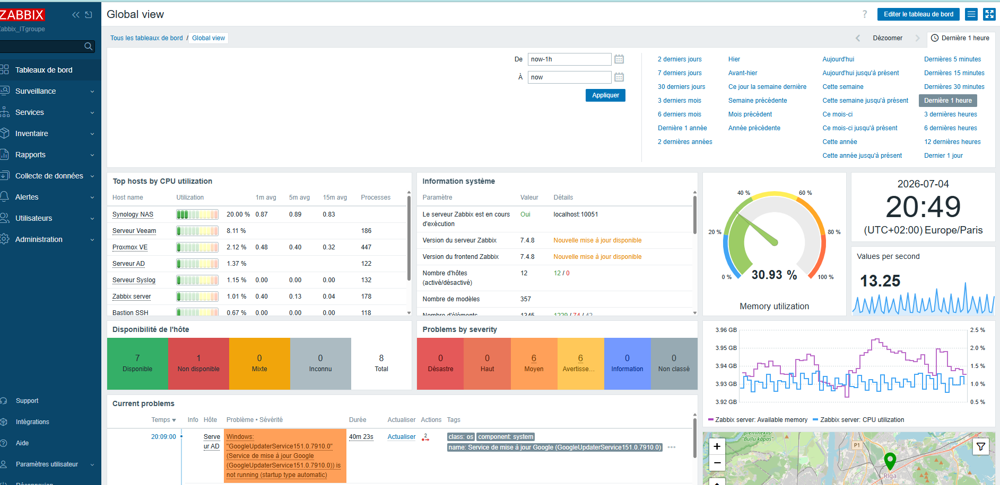 ZABBIX
Zabbix_ITgroupe
Tableaux de bord
Surveillance
Services
Inventaire
Rapports
Collecte de données
Alertes
Utilisateurs
Administration
Support
Intégrations
Aide
Paramètres utilisateur
Déconnexion
Global view
?
Editer le tableau de bord
Tous les tableaux de bord / Global view
Dézoomer
Dernière 1 heure
De now-1h
À now
Appliquer
2 derniers jours Hier Aujourd'hui Dernières 5 minutes
7 derniers jours Avant-hier Aujourd'hui jusqu'à présent Dernières 15 minutes
30 derniers jours Ce jour la semaine dernière Cette semaine Dernières 30 minutes
3 derniers mois Semaine précédente Cette semaine jusqu'à présent Dernière 1 heure
6 derniers mois Mois précédent Ce mois-ci 3 dernières heures
Dernière 1 année Année précédente Ce mois-ci jusqu'à présent 6 dernières heures
2 dernières années Cette année 12 dernières heures
Cette année jusqu'à présent Dernier 1 jour
Top hosts by CPU utilization
Host name Utilization 1m avg 5m avg 15m avg Processes
Synology NAS 20.00 % 0.87 0.89 0.83
Serveur Veeam 8.11 % 186
Proxmox VE 2.12 % 0.48 0.40 0.32 447
Serveur AD 1.37 % 122
Serveur Syslog 1.15 % 0.00 0.00 0.00 132
Zabbix server 1.01 % 0.40 0.13 0.04 178
Bastion SSH 0.67 % 0.00 0.00 0.00 118
Information système
Paramètre Valeur Détails
Le serveur Zabbix est en cours Oui localhost:10051
d'exécution
Version du serveur Zabbix 7.4.8 Nouvelle mise à jour disponible
Version du frontend Zabbix 7.4.8 Nouvelle mise à jour disponible
Nombre d'hôtes 12 12 / 0
(activé/désactivé)
Nombre de modèles 357
Nombre d'éléments 1345 1229 / 74 / 42
40 % 60 %
20 % 80 %
0 % 30.93 % 100 %
Memory utilization
2026-07-04
20:49
(UTC+02:00) Europe/Paris
Values per second
13.25
Disponibilité de l'hôte
7 1 0 0 8
Disponible Non disponible Mixte Inconnu Total
Problems by severity
0 0 6 6 0 0
Désastre Haut Moyen Avertisse... Information Non classé
3.96 GB 2.5 %
3.95 GB 2.0 %
3.94 GB 1.5 %
3.93 GB 1.0 %
3.92 GB 0.5 %
Zabbix server: Available memory Zabbix server: CPU utilization
Current problems
Temps Info Hôte Problème • Sévérité Durée Actualiser Actions Tags
20:09:00 Serve Windows: 40m 23s Actualiser 2 class: os component: system
ur AD "GoogleUpdaterService151.0.7910.0" name: Service de mise à jour Google (GoogleUpdaterService151.0.7910.0) •••
(Service de mise à jour Google
(GoogleUpdaterService151.0.7910.0)) is
not running (startup type automatic)
piemineklis
"Buļļu kāpas"
P1
+
−
Rīga